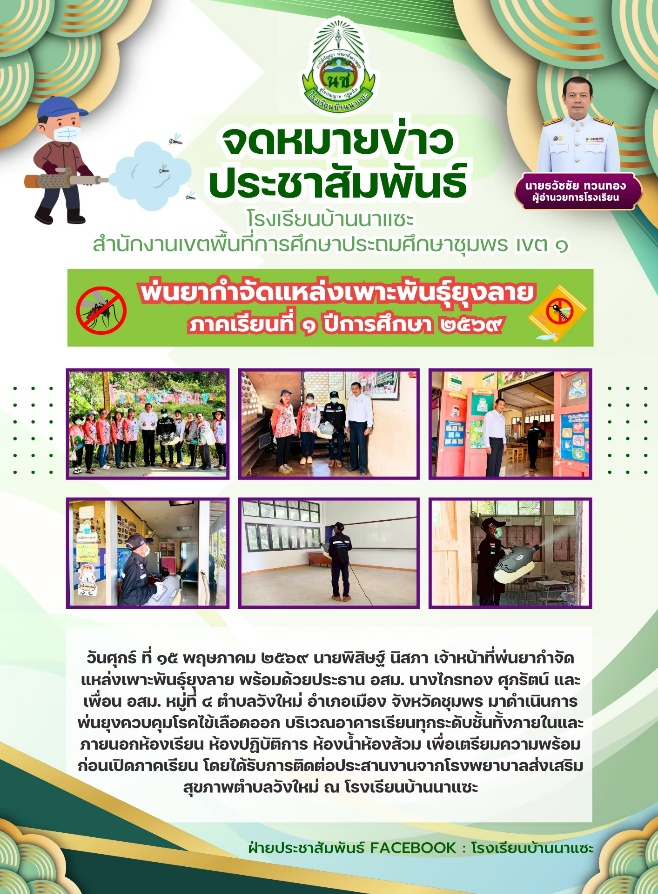 นช
จดหมายข่าว
ประชาสัมพันธ์
นายธวัชชัย ทวนทอง
ผู้อำนวยการโรงเรียน
โรงเรียนบ้านนาแซะ
สำนักงานเขตพื้นที่การศึกษาประถมศึกษาชุมพร เขต ๑
พ่นยากำจัดแหล่งเพาะพันธุ์ยุงลาย
ภาคเรียนที่ ๑ ปีการศึกษา ๒๕๖๙
วันศุกร์ ที่ ๑๕ พฤษภาคม ๒๕๖๙ นายพิสิษฐ์ นิสภา เจ้าหน้าที่พ่นยากำจัด
แหล่งเพาะพันธุ์ยุงลาย พร้อมด้วยประธาน อสม. นางไกรทอง ศุภรัตน์ และ
เพื่อน อสม. หมู่ที่ ๔ ตำบลวังใหม่ อำเภอเมือง จังหวัดชุมพร มาดำเนินการ
พ่นยุงควบคุมโรคไข้เลือดออก บริเวณอาคารเรียนทุกระดับชั้นทั้งภายในและ
ภายนอกห้องเรียน ห้องปฏิบัติการ ห้องน้ำห้องส้วม เพื่อเตรียมความพร้อม
ก่อนเปิดภาคเรียน โดยได้รับการติดต่อประสานงานจากโรงพยาบาลส่งเสริม
สุขภาพตำบลวังใหม่ ณ โรงเรียนบ้านนาแซะ
ฝ่ายประชาสัมพันธ์ FACEBOOK : โรงเรียนบ้านนาแซะ